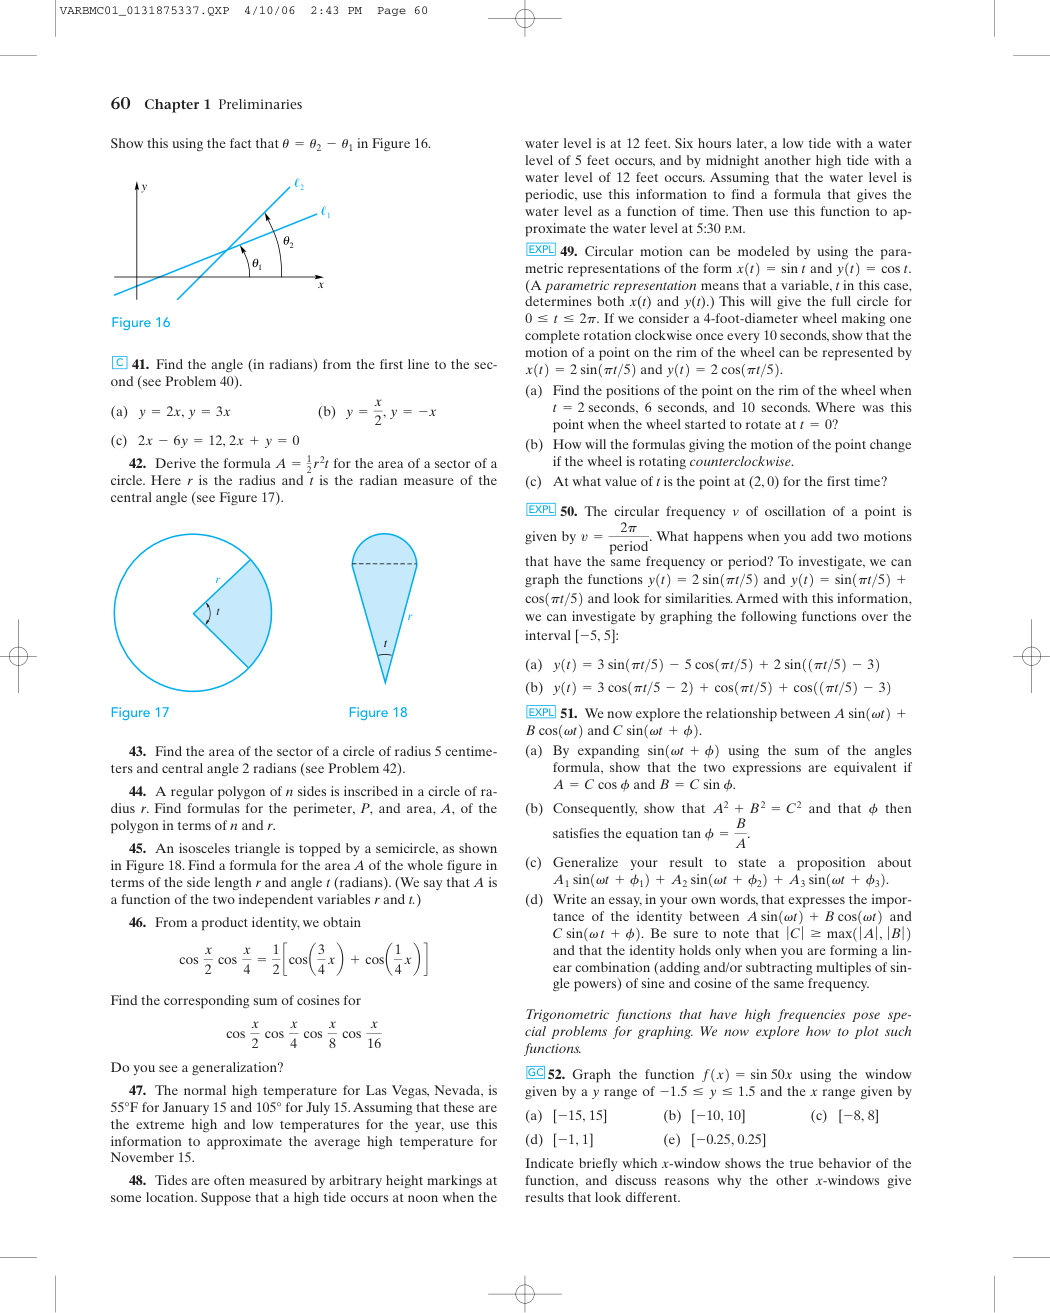 VARBMC01_0131875337.QXP 4/10/06 2:43 PM Page 60
60 Chapter 1 Preliminaries
Show this using the fact that θ = θ₂ − θ₁ in Figure 16.
y
ℓ₂
ℓ₁
θ₂
θ₁
x
Figure 16
C 41. Find the angle (in radians) from the first line to the sec-
ond (see Problem 40).
(a) y = 2x, y = 3x (b) y = x/2, y = −x
(c) 2x − 6y = 12, 2x + y = 0
42. Derive the formula A = ½r²t for the area of a sector of a
circle. Here r is the radius and t is the radian measure of the
central angle (see Figure 17).
r
t
r
t
Figure 17 Figure 18
43. Find the area of the sector of a circle of radius 5 centime-
ters and central angle 2 radians (see Problem 42).
44. A regular polygon of n sides is inscribed in a circle of ra-
dius r. Find formulas for the perimeter, P, and area, A, of the
polygon in terms of n and r.
45. An isosceles triangle is topped by a semicircle, as shown
in Figure 18. Find a formula for the area A of the whole figure in
terms of the side length r and angle t (radians). (We say that A is
a function of the two independent variables r and t.)
46. From a product identity, we obtain
cos x/2 cos x/4 = 1/2[cos(3/4 x) + cos(1/4 x)]
Find the corresponding sum of cosines for
cos x/2 cos x/4 cos x/8 cos x/16
Do you see a generalization?
47. The normal high temperature for Las Vegas, Nevada, is
55°F for January 15 and 105° for July 15. Assuming that these are
the extreme high and low temperatures for the year, use this
information to approximate the average high temperature for
November 15.
48. Tides are often measured by arbitrary height markings at
some location. Suppose that a high tide occurs at noon when the
water level is at 12 feet. Six hours later, a low tide with a water
level of 5 feet occurs, and by midnight another high tide with a
water level of 12 feet occurs. Assuming that the water level is
periodic, use this information to find a formula that gives the
water level as a function of time. Then use this function to ap-
proximate the water level at 5:30 P.M.
EXPL 49. Circular motion can be modeled by using the para-
metric representations of the form x(t) = sin t and y(t) = cos t.
(A parametric representation means that a variable, t in this case,
determines both x(t) and y(t).) This will give the full circle for
0 ≤ t ≤ 2π. If we consider a 4-foot-diameter wheel making one
complete rotation clockwise once every 10 seconds, show that the
motion of a point on the rim of the wheel can be represented by
x(t) = 2 sin(πt/5) and y(t) = 2 cos(πt/5).
(a) Find the positions of the point on the rim of the wheel when
t = 2 seconds, 6 seconds, and 10 seconds. Where was this
point when the wheel started to rotate at t = 0?
(b) How will the formulas giving the motion of the point change
if the wheel is rotating counterclockwise.
(c) At what value of t is the point at (2, 0) for the first time?
EXPL 50. The circular frequency v of oscillation of a point is
given by v = 2π/period. What happens when you add two motions
that have the same frequency or period? To investigate, we can
graph the functions y(t) = 2 sin(πt/5) and y(t) = sin(πt/5) +
cos(πt/5) and look for similarities. Armed with this information,
we can investigate by graphing the following functions over the
interval [−5, 5]:
(a) y(t) = 3 sin(πt/5) − 5 cos(πt/5) + 2 sin((πt/5) − 3)
(b) y(t) = 3 cos(πt/5 − 2) + cos(πt/5) + cos((πt/5) − 3)
EXPL 51. We now explore the relationship between A sin(ωt) +
B cos(ωt) and C sin(ωt + φ).
(a) By expanding sin(ωt + φ) using the sum of the angles
formula, show that the two expressions are equivalent if
A = C cos φ and B = C sin φ.
(b) Consequently, show that A² + B² = C² and that φ then
satisfies the equation tan φ = B/A.
(c) Generalize your result to state a proposition about
A₁ sin(ωt + φ₁) + A₂ sin(ωt + φ₂) + A₃ sin(ωt + φ₃).
(d) Write an essay, in your own words, that expresses the impor-
tance of the identity between A sin(ωt) + B cos(ωt) and
C sin(ωt + φ). Be sure to note that |C| ≥ max(|A|, |B|)
and that the identity holds only when you are forming a lin-
ear combination (adding and/or subtracting multiples of sin-
gle powers) of sine and cosine of the same frequency.
Trigonometric functions that have high frequencies pose spe-
cial problems for graphing. We now explore how to plot such
functions.
GC 52. Graph the function f(x) = sin 50x using the window
given by a y range of −1.5 ≤ y ≤ 1.5 and the x range given by
(a) [−15, 15] (b) [−10, 10] (c) [−8, 8]
(d) [−1, 1] (e) [−0.25, 0.25]
Indicate briefly which x-window shows the true behavior of the
function, and discuss reasons why the other x-windows give
results that look different.